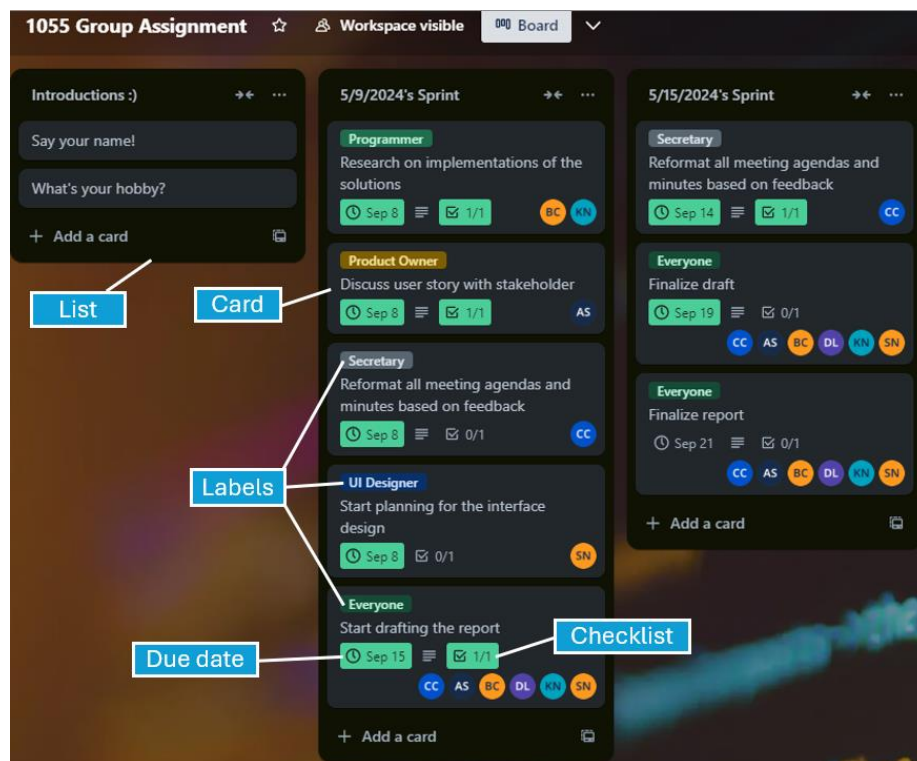 1055 Group Assignment
Workspace visible
Board
Introductions :)
Say your name!
What's your hobby?
+ Add a card
List
5/9/2024's Sprint
Programmer
Research on implementations of the
solutions
Sep 8 1/1 BC KN
Product Owner
Discuss user story with stakeholder
Sep 8 1/1 AS
Card
Secretary
Reformat all meeting agendas and
minutes based on feedback
Sep 8 0/1 CC
Labels
UI Designer
Start planning for the interface
design
Sep 8 0/1 SN
Everyone
Start drafting the report
Due date
Sep 15 1/1
Checklist
CC AS BC DL KN SN
+ Add a card
5/15/2024's Sprint
Secretary
Reformat all meeting agendas and
minutes based on feedback
Sep 14 1/1 CC
Everyone
Finalize draft
Sep 19 0/1
CC AS BC DL KN SN
Everyone
Finalize report
Sep 21 0/1
CC AS BC DL KN SN
+ Add a card